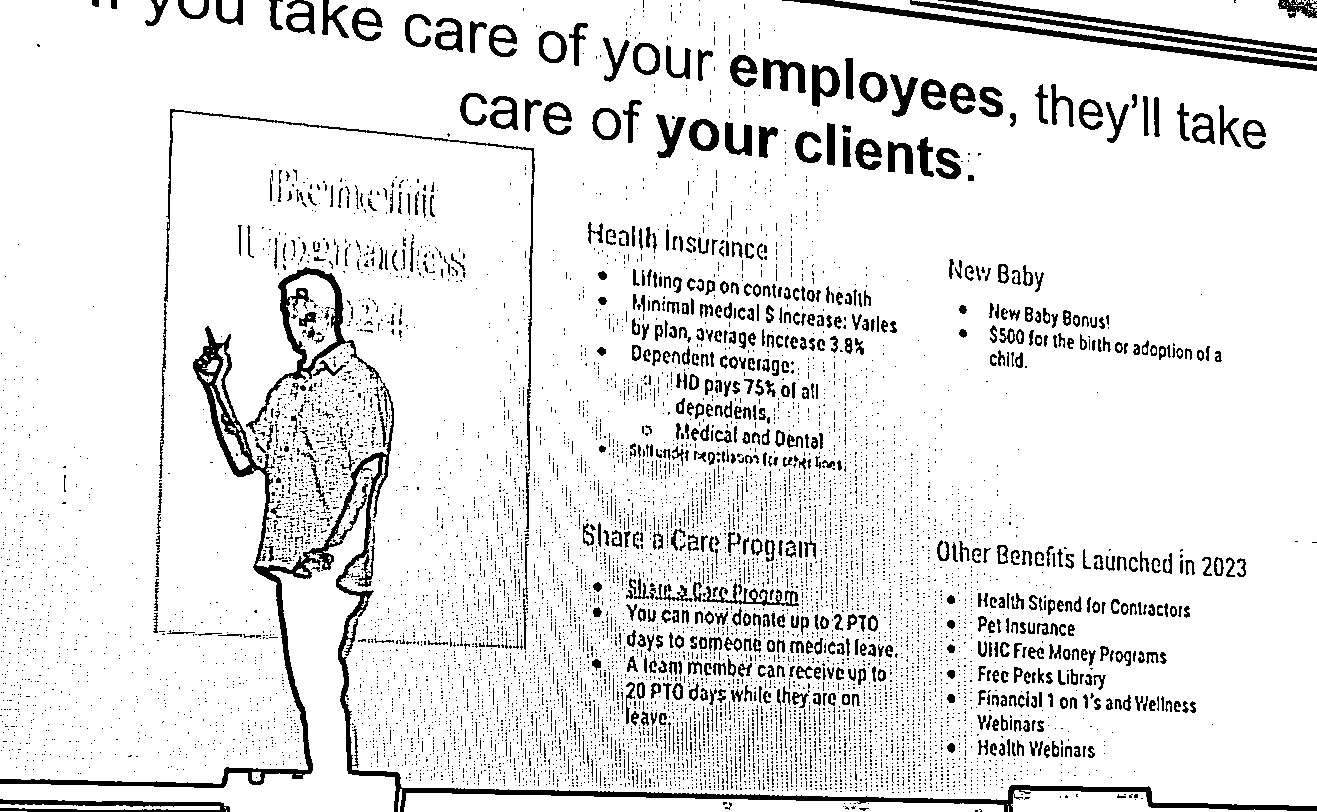 If you take care of your employees, they'll take
care of your clients.
Benefit
Upgrades
2024
Health Insurance
• Lifting cap on contractor health
• Minimal medical $ Increase: Varies
by plan, average Increase 3.8%
• Dependent coverage:
○ HD pays 75% of all
dependents,
○ Medical and Dental
• Still under negotiation for other lines
New Baby
• New Baby Bonus!
• $500 for the birth or adoption of a
child.
Share a Care Program
• Share a Care Program
• You can now donate up to 2 PTO
days to someone on medical leave.
• A team member can receive up to
20 PTO days while they are on
leave
Other Benefits Launched in 2023
• Health Stipend for Contractors
• Pet Insurance
• UHC Free Money Programs
• Free Perks Library
• Financial 1 on 1's and Wellness
Webinars
• Health Webinars